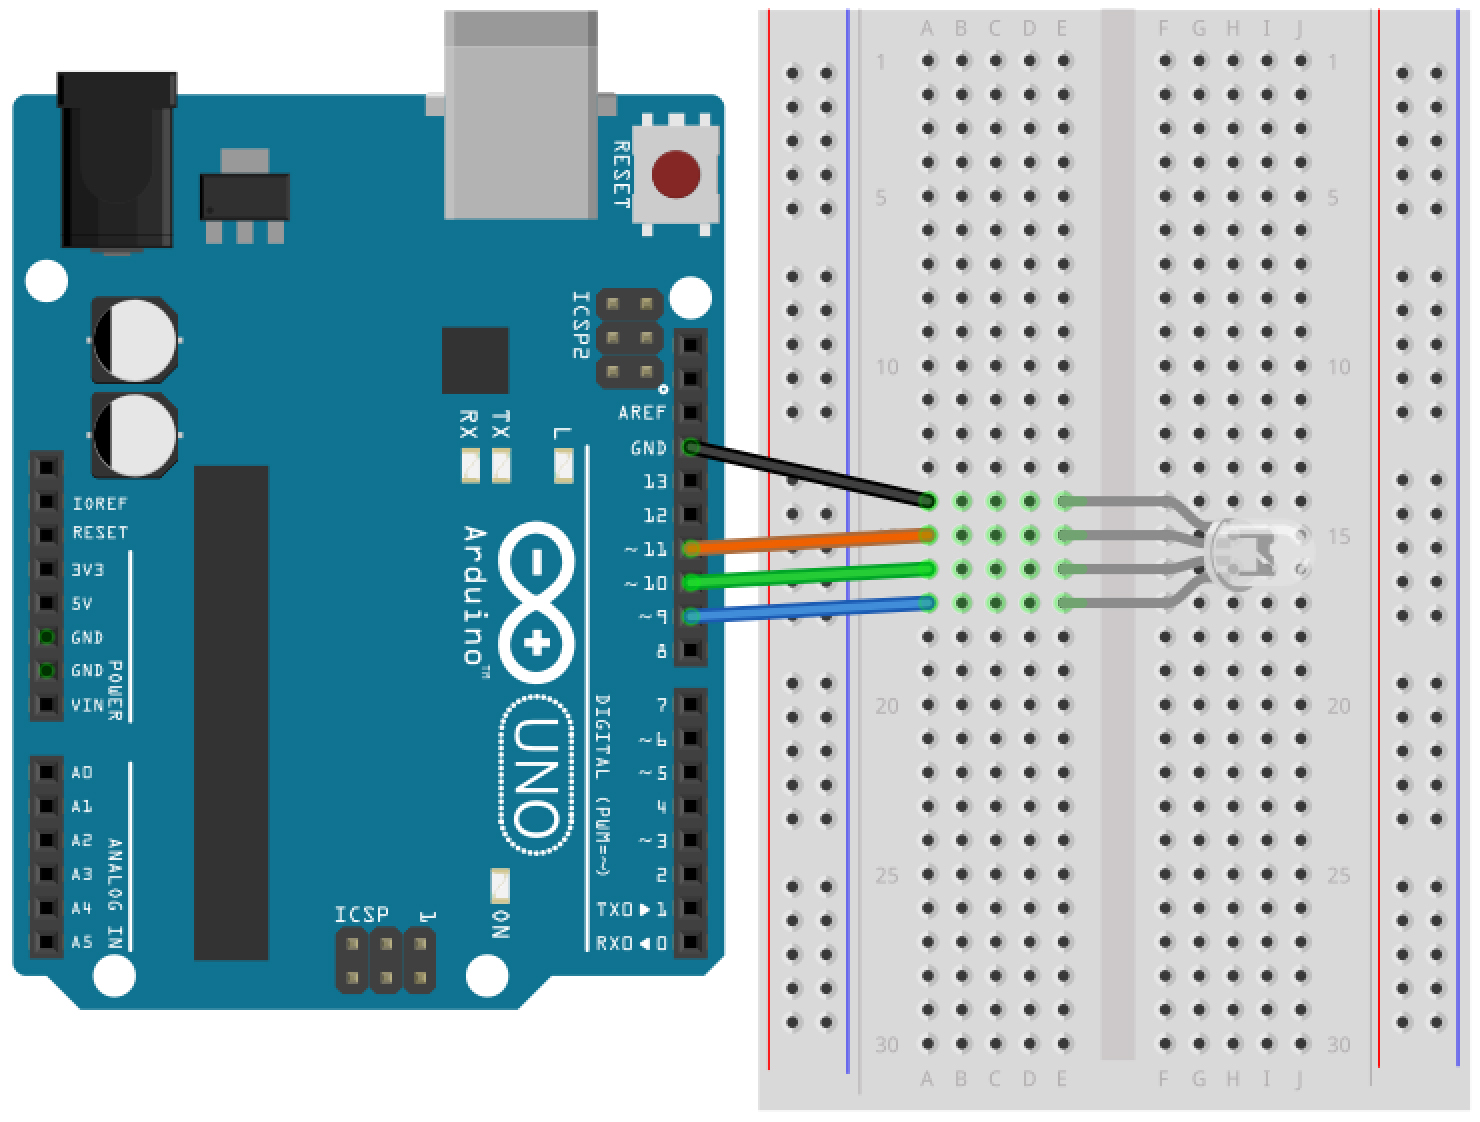 A B C D E F G H I J
1 1
RESET
5 5
ICSP2
10 10
AREF
RX TX L
GND
13
IOREF
12
RESET
15
~11
3V3
~10
5V
~9
GND
8
GND
VIN
POWER
Arduino™
UNO
DIGITAL (PWM=~)
7
20 20
~6
A0
~5
A1
4
A2
~3
A3
2
25 25
A4
TX0▶1
A5
RX0◀0
ANALOG IN
ICSP 1
ON
30 30
A B C D E F G H I J